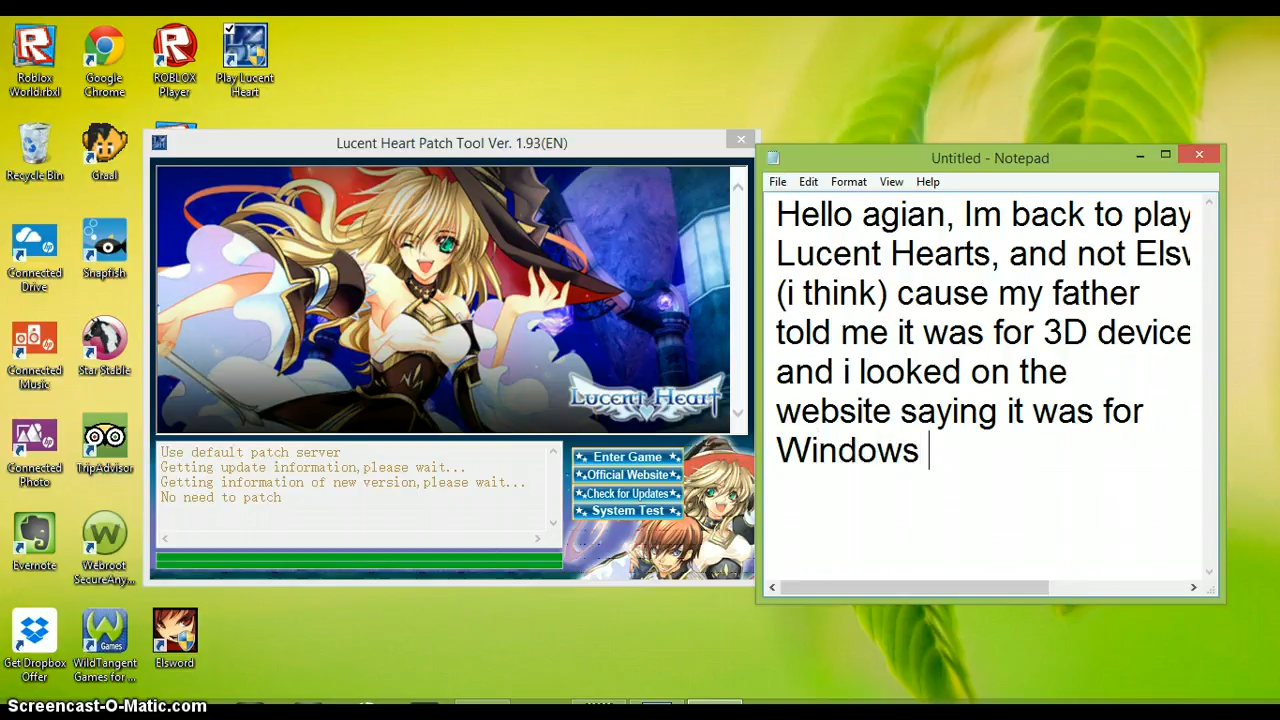 Roblox
World.rbxl
Google
Chrome
ROBLOX
Player
Play Lucent
Heart
Recycle Bin
Graal
Connected
Drive
Snapfish
Connected
Music
Star Stable
Connected
Photo
TripAdvisor
Evernote
Webroot
SecureAny...
Get Dropbox
Offer
WildTangent
Games for ...
Elsword
Lucent Heart Patch Tool Ver. 1.93(EN)
Lucent Heart
Use default patch server
Getting update information,please wait...
Getting information of new version,please wait...
No need to patch
Enter Game
Official Website
Check for Updates
System Test
Untitled - Notepad
File Edit Format View Help
Hello agian, Im back to play
Lucent Hearts, and not Elsv
(i think) cause my father
told me it was for 3D device
and i looked on the
website saying it was for
Windows
Screencast-O-Matic.com